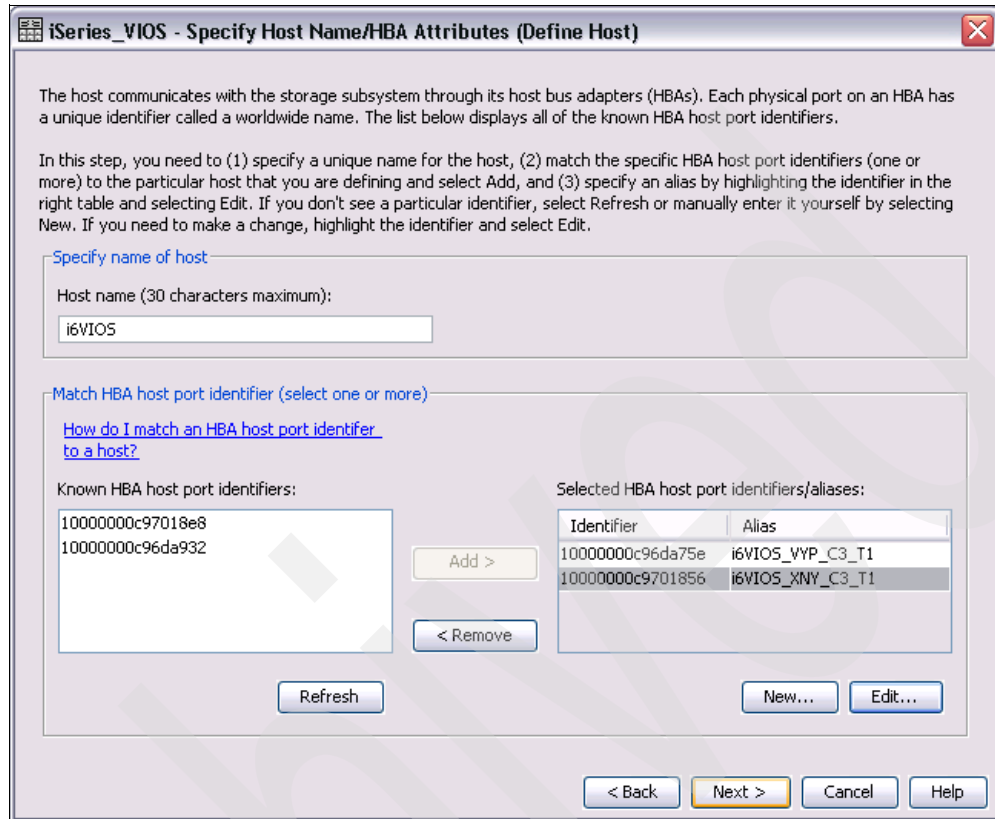 iSeries_VIOS - Specify Host Name/HBA Attributes (Define Host)
The host communicates with the storage subsystem through its host bus adapters (HBAs). Each physical port on an HBA has
a unique identifier called a worldwide name. The list below displays all of the known HBA host port identifiers.
In this step, you need to (1) specify a unique name for the host, (2) match the specific HBA host port identifiers (one or
more) to the particular host that you are defining and select Add, and (3) specify an alias by highlighting the identifier in the
right table and selecting Edit. If you don't see a particular identifier, select Refresh or manually enter it yourself by selecting
New. If you need to make a change, highlight the identifier and select Edit.
Specify name of host
Host name (30 characters maximum):
i6VIOS
Match HBA host port identifier (select one or more)
How do I match an HBA host port identifer
to a host?
Known HBA host port identifiers:
10000000c97018e8
10000000c96da932
Add >
< Remove
Refresh
Selected HBA host port identifiers/aliases:
Identifier Alias
10000000c96da75e i6VIOS_VYP_C3_T1
10000000c9701856 i6VIOS_XNY_C3_T1
New... Edit...
< Back Next > Cancel Help